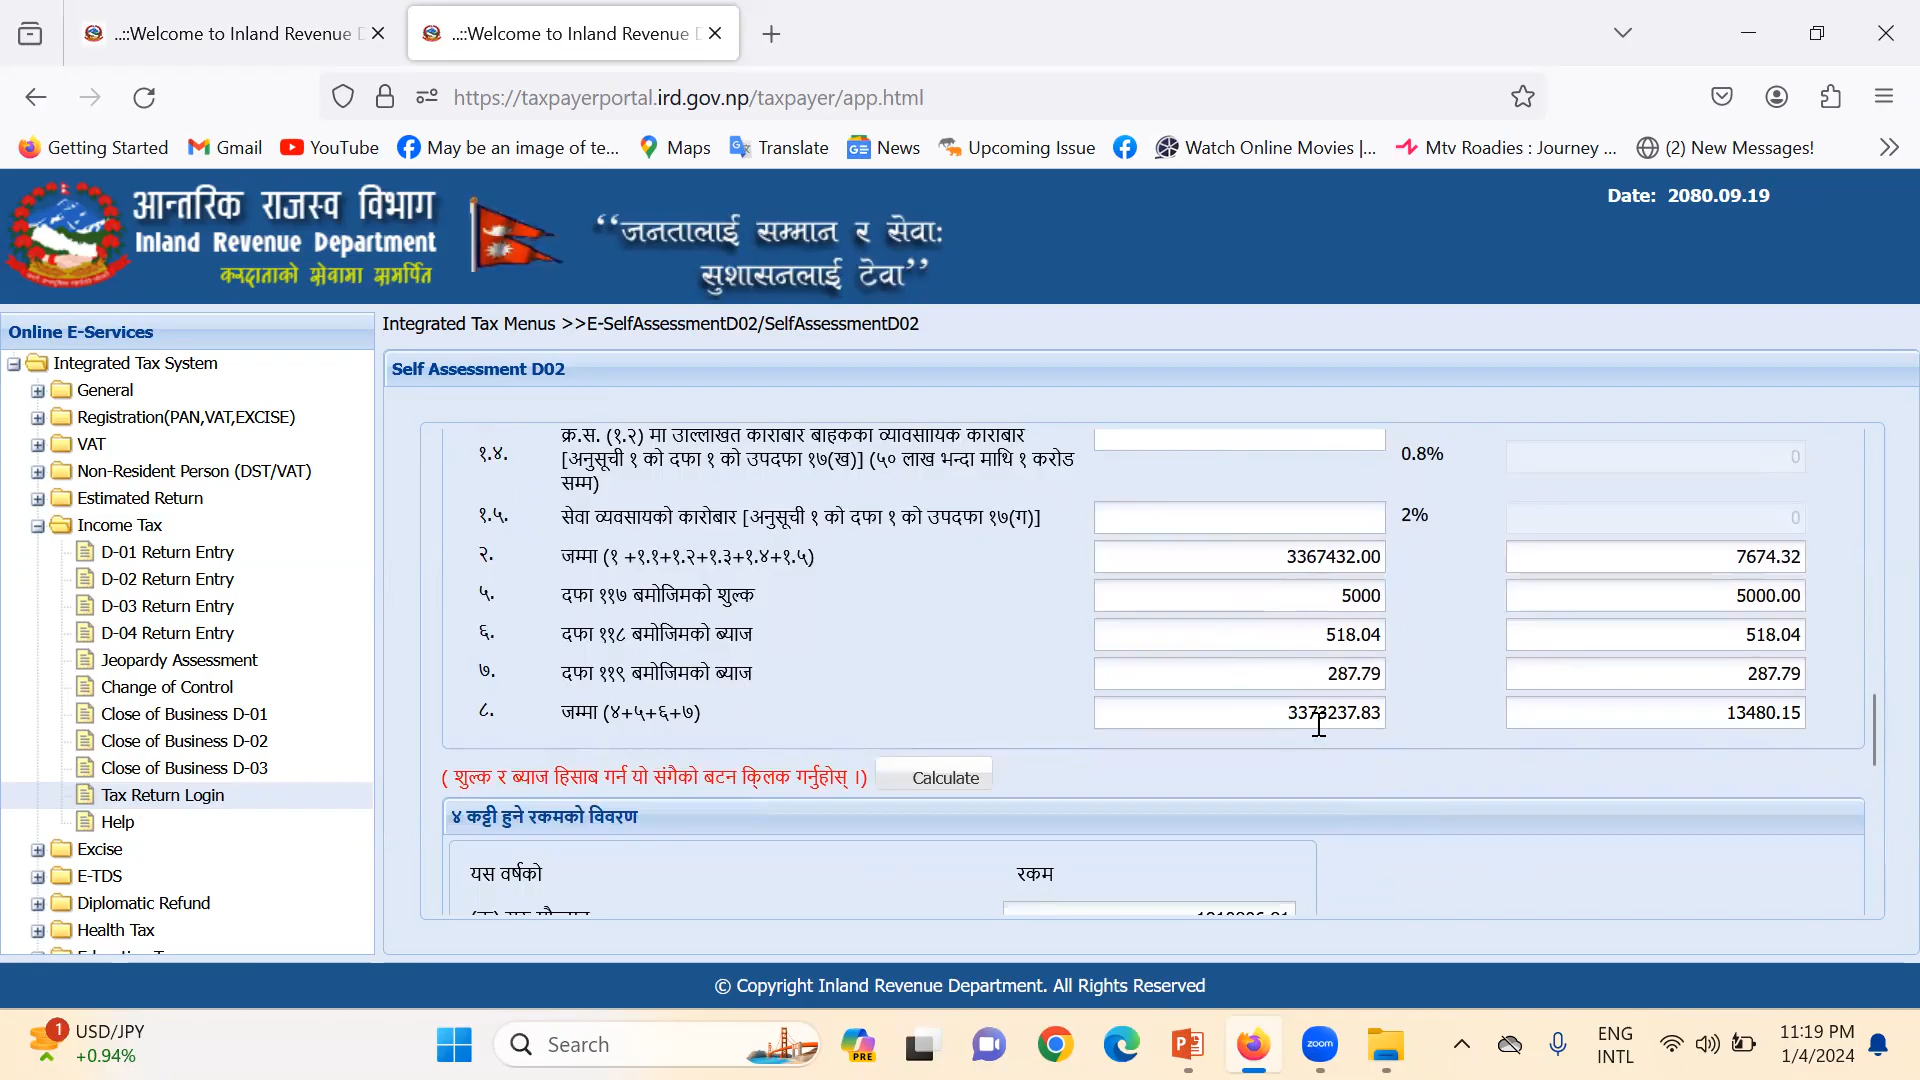 ..::Welcome to Inland Revenue D
..::Welcome to Inland Revenue D
https://taxpayerportal.ird.gov.np/taxpayer/app.html
Getting Started
Gmail
YouTube
May be an image of te...
Maps
Translate
News
Upcoming Issue
Watch Online Movies |...
Mtv Roadies : Journey ...
(2) New Messages!
आन्तरिक राजस्व विभाग
Inland Revenue Department
करदाताको सेवामा समर्पित
“जनतालाई सम्मान र सेवा:
सुशासनलाई टेवा”
Date: 2080.09.19
Online E-Services
Integrated Tax System
General
Registration(PAN,VAT,EXCISE)
VAT
Non-Resident Person (DST/VAT)
Estimated Return
Income Tax
D-01 Return Entry
D-02 Return Entry
D-03 Return Entry
D-04 Return Entry
Jeopardy Assessment
Change of Control
Close of Business D-01
Close of Business D-02
Close of Business D-03
Tax Return Login
Help
Excise
E-TDS
Diplomatic Refund
Health Tax
Integrated Tax Menus >>E-SelfAssessmentD02/SelfAssessmentD02
Self Assessment D02
क्र.स. (१.२) मा उल्लिखित कारोबार बाहेकका व्यावसायिक कारोबार
१.४. [अनुसूची १ को दफा १ को उपदफा १७(ख)] (५० लाख भन्दा माथि १ करोड 0.8% 0
सम्म)
१.५. सेवा व्यवसायको कारोबार [अनुसूची १ को दफा १ को उपदफा १७(ग)] 2% 0
२. जम्मा (१ +१.१+१.२+१.३+१.४+१.५) 3367432.00 7674.32
५. दफा ११७ बमोजिमको शुल्क 5000 5000.00
६. दफा ११८ बमोजिमको ब्याज 518.04 518.04
७. दफा ११९ बमोजिमको ब्याज 287.79 287.79
८. जम्मा (४+५+६+७) 3373237.83 13480.15
( शुल्क र ब्याज हिसाब गर्न यो संगैको बटन क्लिक गर्नुहोस् ।) Calculate
४ कट्टी हुने रकमको विवरण
यस वर्षको रकम
© Copyright Inland Revenue Department. All Rights Reserved
1
USD/JPY
+0.94%
Search
PRE
zoom
ENG
INTL
11:19 PM
1/4/2024